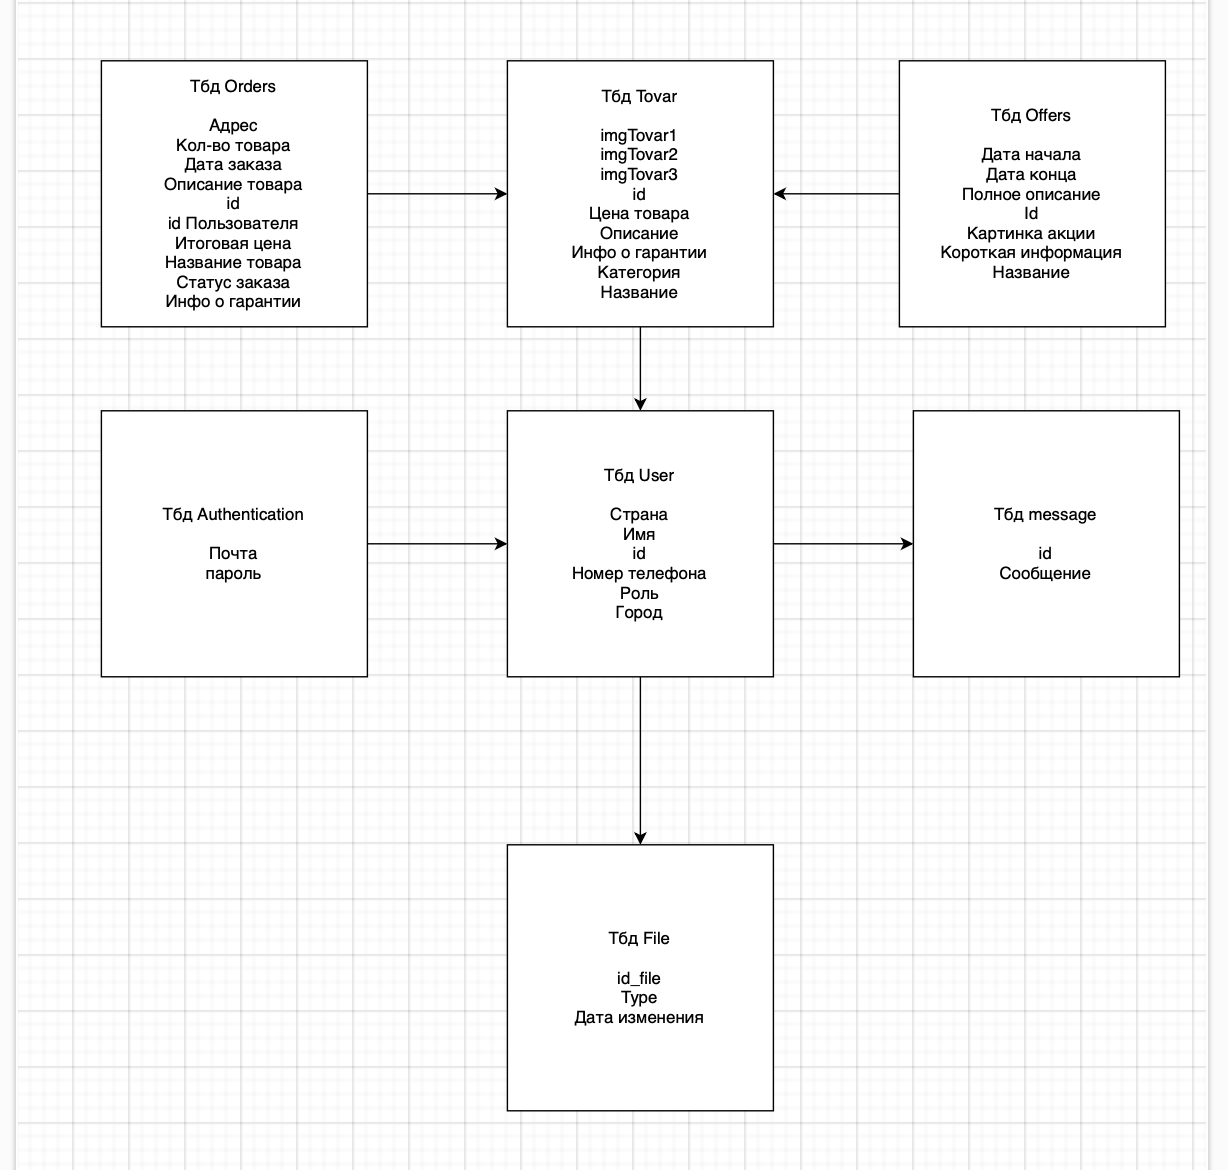 Тбд Orders
Адрес
Кол-во товара
Дата заказа
Описание товара
id
id Пользователя
Итоговая цена
Название товара
Статус заказа
Инфо о гарантии
Тбд Tovar
imgTovar1
imgTovar2
imgTovar3
id
Цена товара
Описание
Инфо о гарантии
Категория
Название
Тбд Offers
Дата начала
Дата конца
Полное описание
Id
Картинка акции
Короткая информация
Название
Тбд Authentication
Почта
пароль
Тбд User
Страна
Имя
id
Номер телефона
Роль
Город
Тбд message
id
Сообщение
Тбд File
id_file
Type
Дата изменения